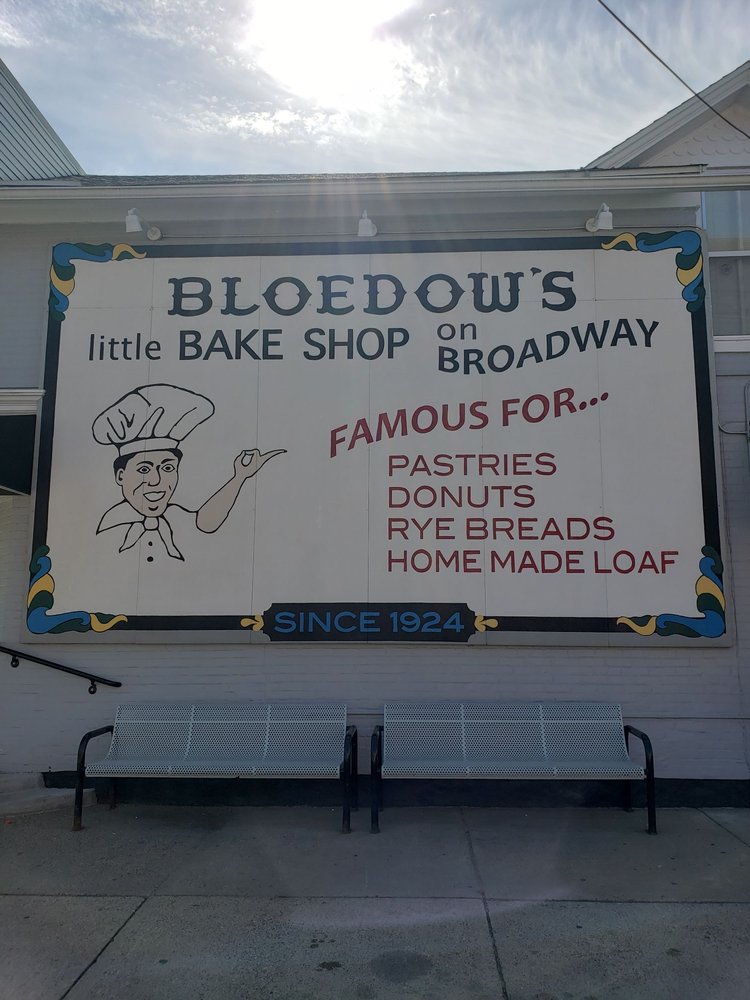 BLOEDOW'S
little BAKE SHOP on BROADWAY
FAMOUS FOR...
PASTRIES
DONUTS
RYE BREADS
HOME MADE LOAF
SINCE 1924